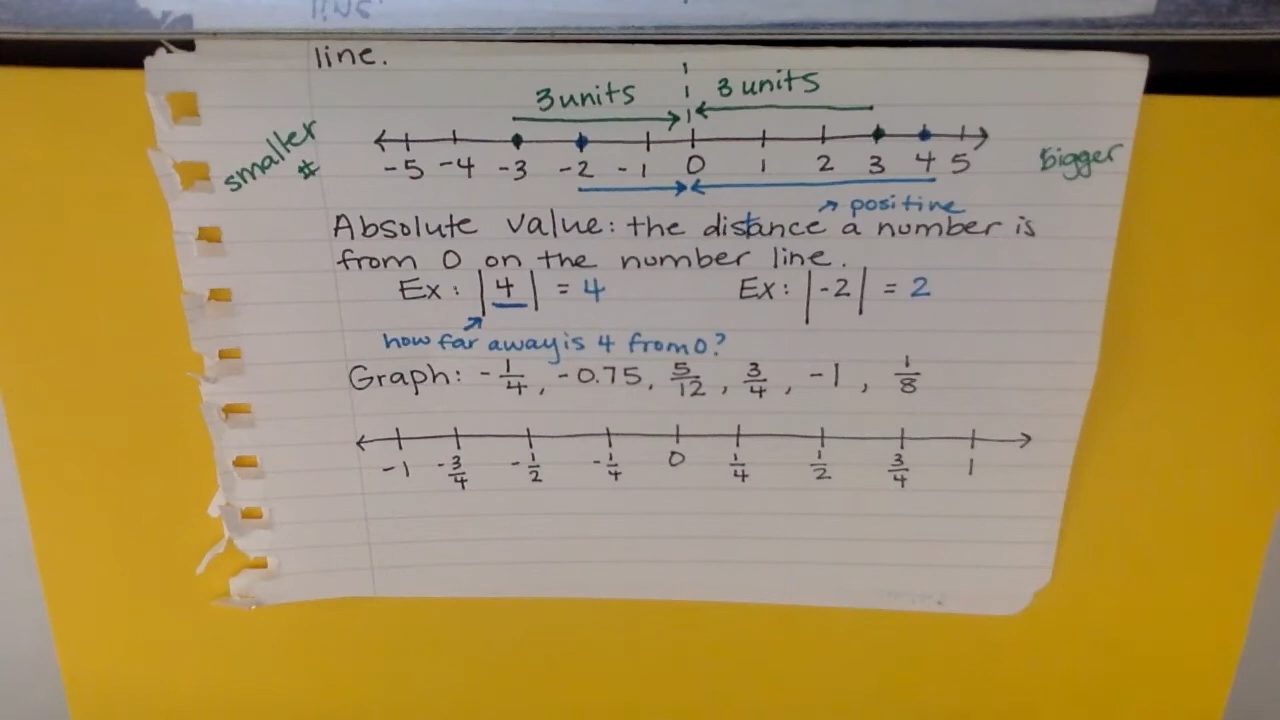 line.
3 units 3 units
smaller #
-5 -4 -3 -2 -1 0 1 2 3 4 5
bigger
↗ positive
Absolute value: the distance a number is
from 0 on the number line.
Ex: |4| = 4 Ex: |-2| = 2
how far away is 4 from 0?
Graph: -1/4, -0.75, 5/12, 3/4, -1, 1/8
-1 -3/4 -1/2 -1/4 0 1/4 1/2 3/4 1